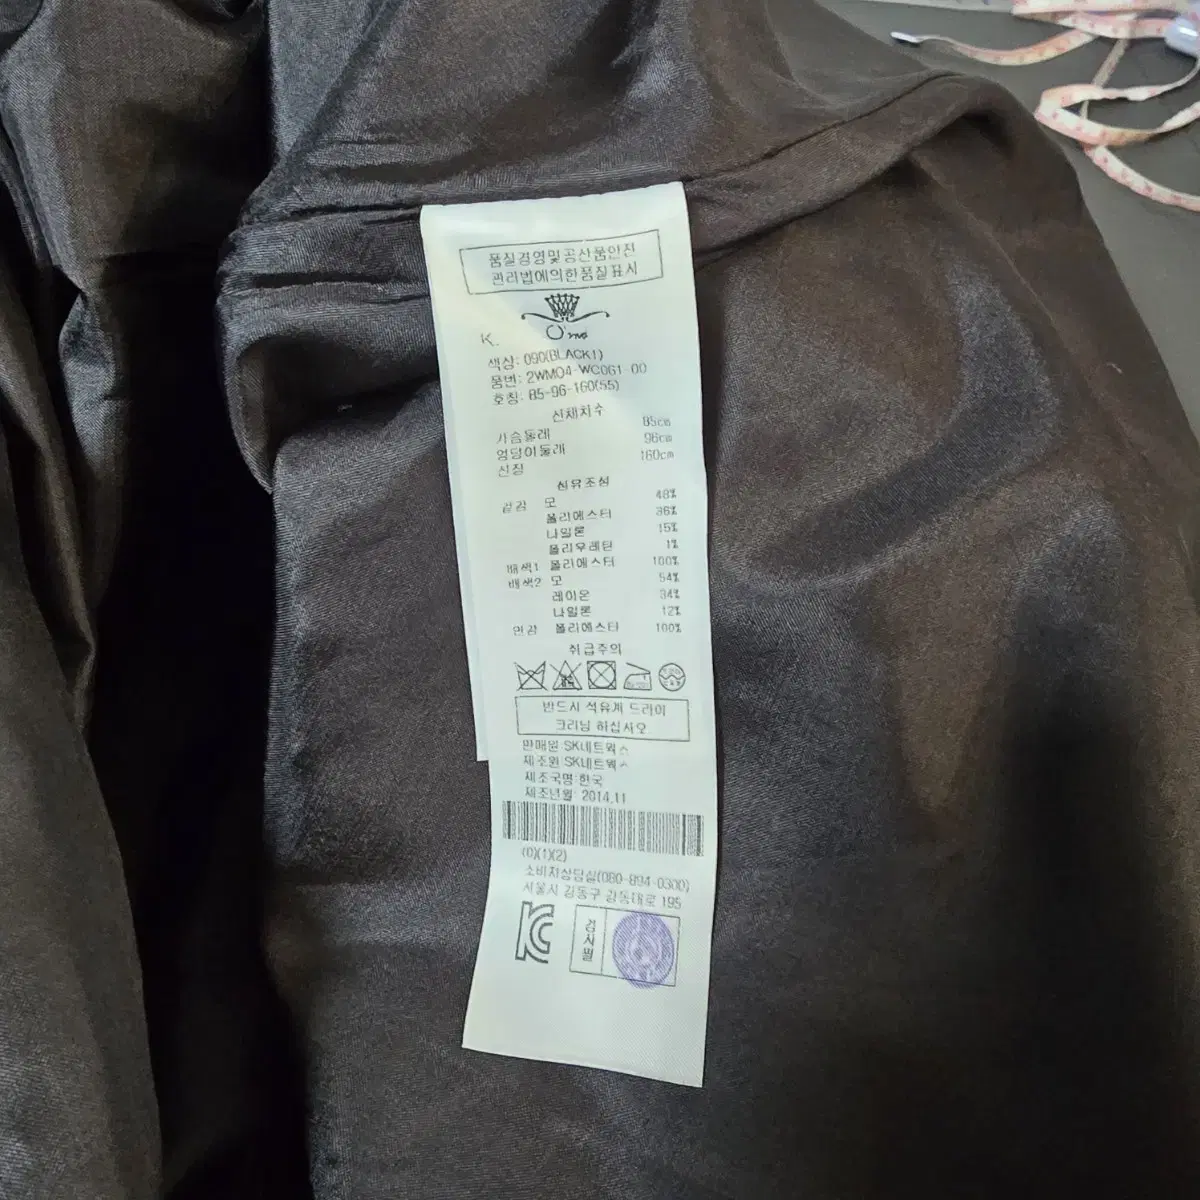 품질경영및공산품안전
관리법에의한품질표시
K.
색상: 090(BLACK1)
품번: 2WM04-WC061-00
호칭: 85-96-160(55)
신체치수
가슴둘레 85cm
엉덩이둘레 96cm
신장 160cm
섬유조성
겉감 모 48%
폴리에스터 36%
나일론 15%
폴리우레탄 1%
배색1 폴리에스터 100%
배색2 모 54%
레이온 34%
나일론 12%
안감 폴리에스터 100%
취급주의
반드시 석유계 드라이
크리닝 하십시오
판매원:SK네트웍스
제조원:SK네트웍스
제조국명:한국
제조년월: 2014.11
(0)(1)(2)
소비자상담실(080-894-0300)
서울시 강동구 강동대로 195
KC
검사필